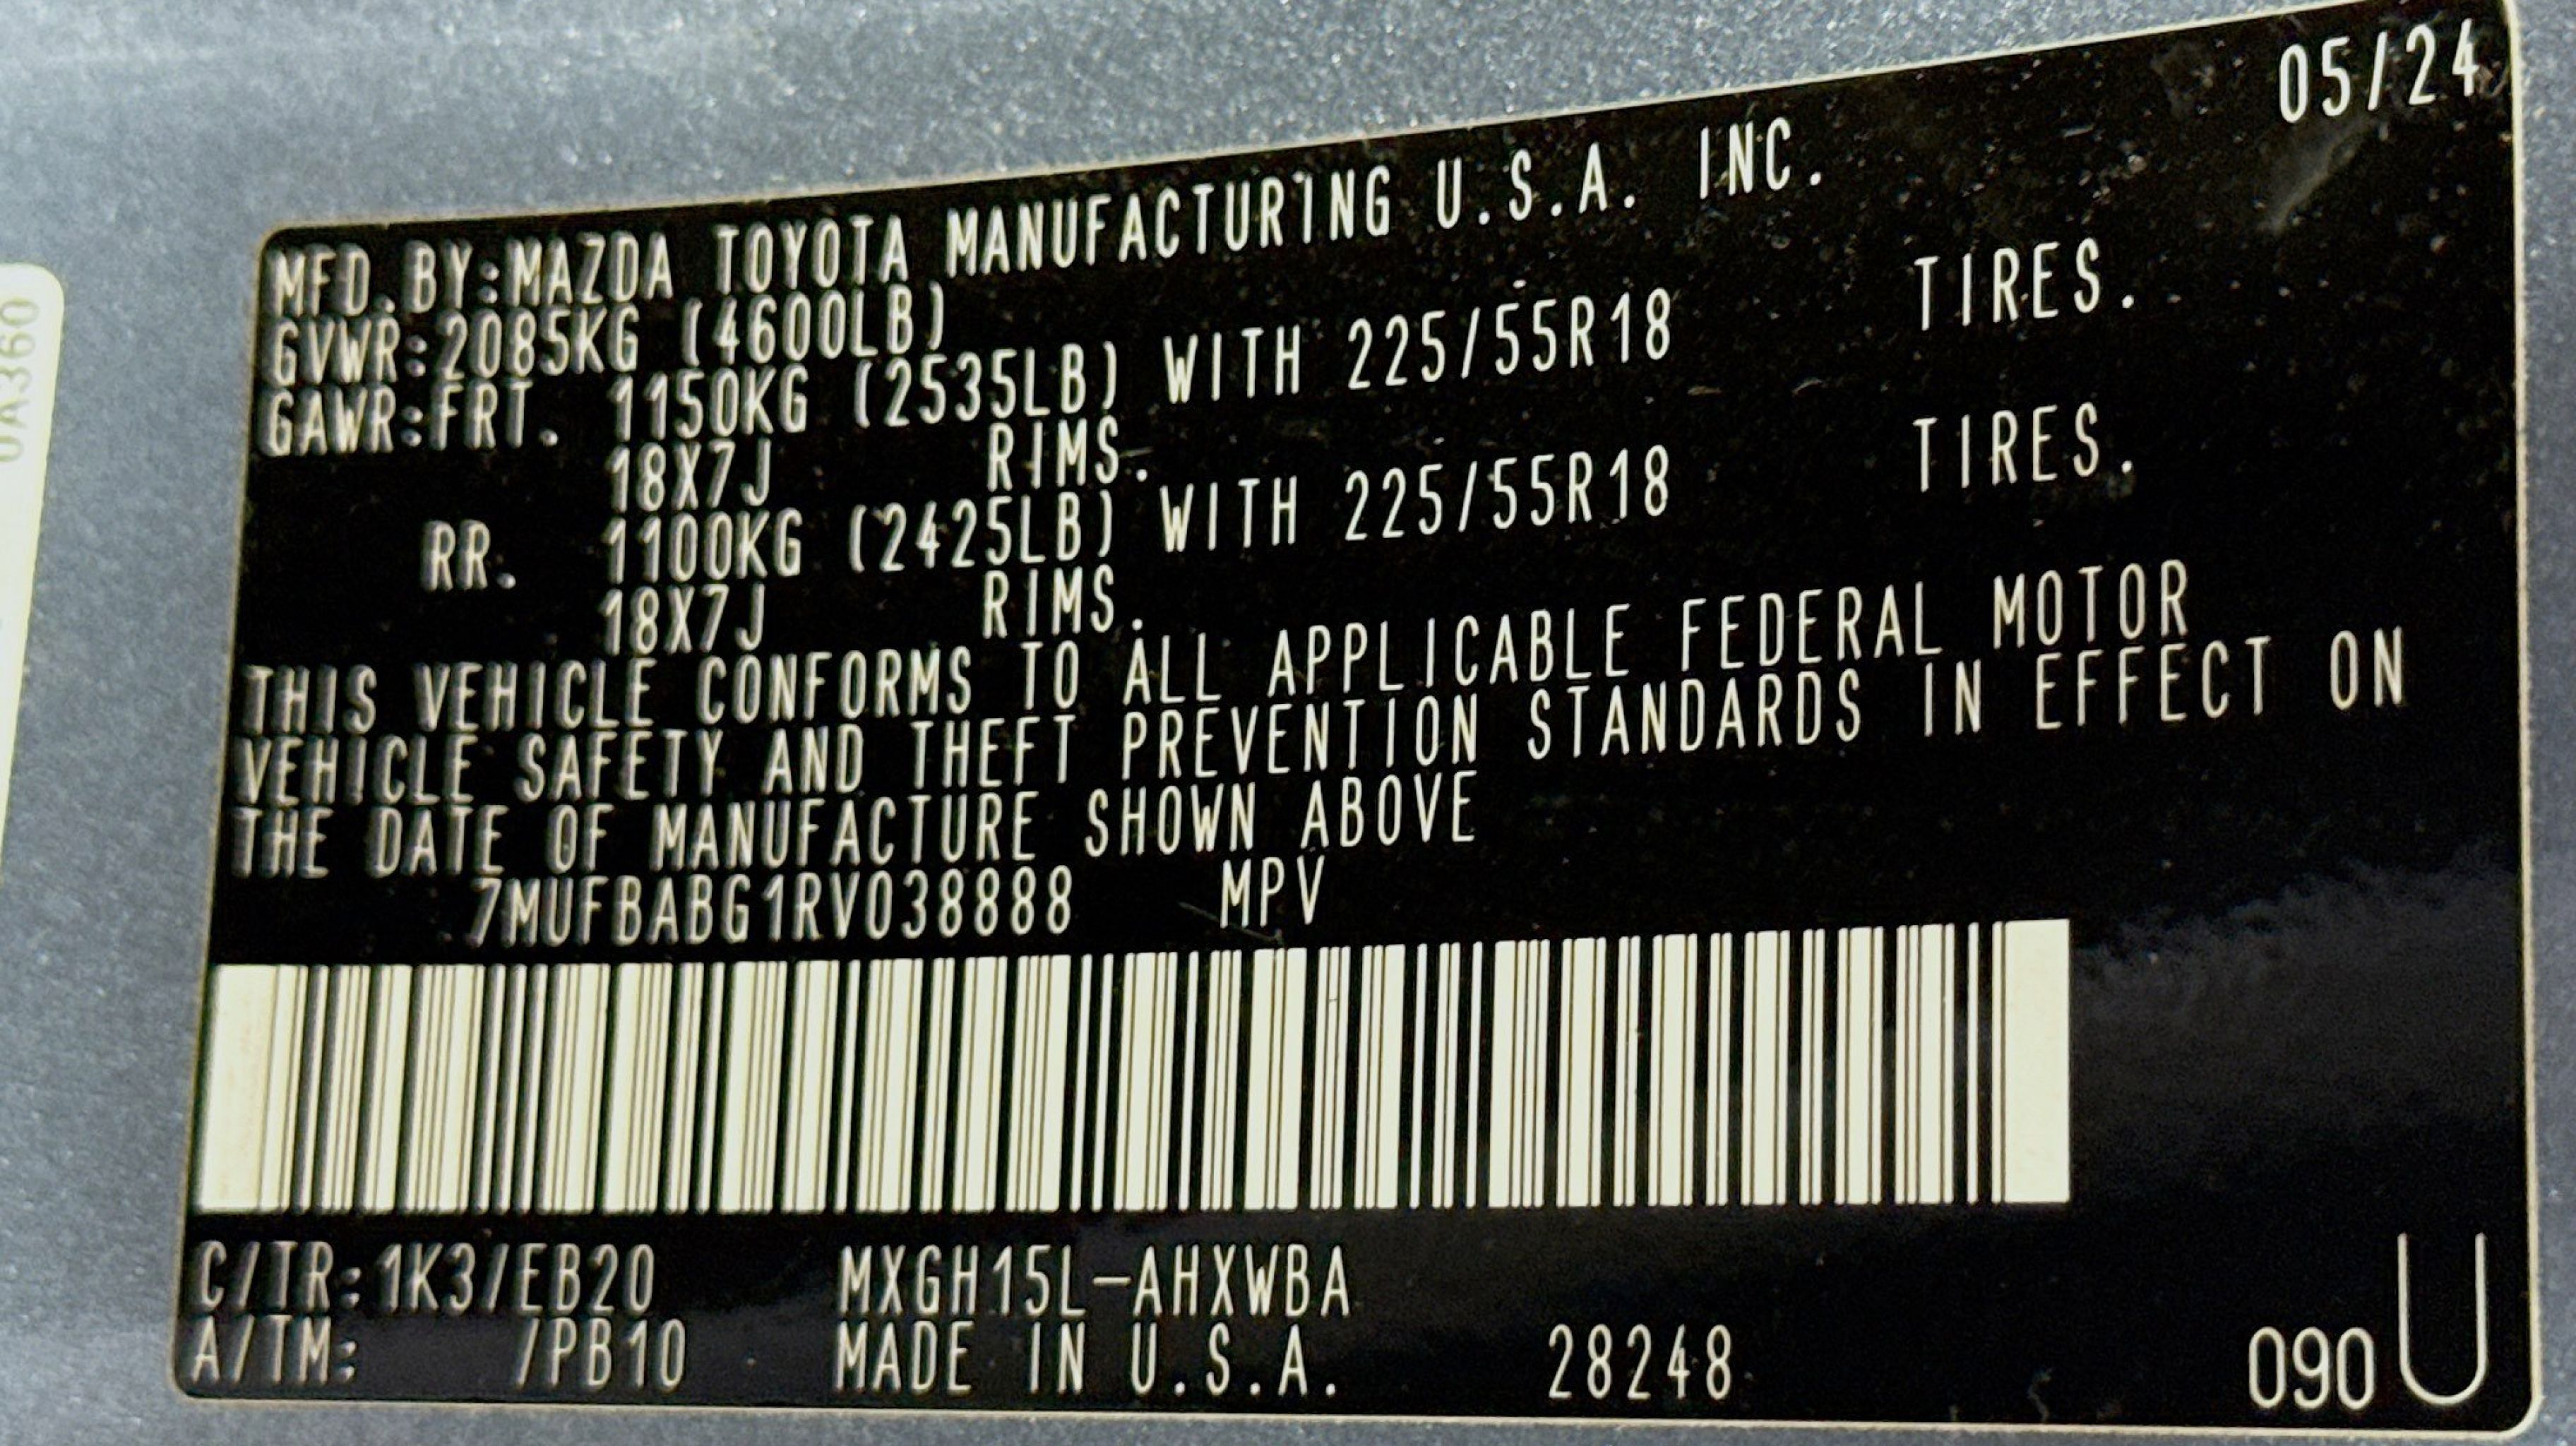 05/24
MFD.BY:MAZDA TOYOTA MANUFACTURING U.S.A. INC.
GVWR:2085KG (4600LB)
GAWR:FRT. 1150KG (2535LB) WITH 225/55R18 TIRES.
18X7J RIMS.
RR. 1100KG (2425LB) WITH 225/55R18 TIRES.
18X7J RIMS.
THIS VEHICLE CONFORMS TO ALL APPLICABLE FEDERAL MOTOR
VEHICLE SAFETY AND THEFT PREVENTION STANDARDS IN EFFECT ON
THE DATE OF MANUFACTURE SHOWN ABOVE
7MUFBABG1RV038888 MPV
C/TR:1K3/EB20 MXGH15L-AHXWBA
A/TM: /PB10 MADE IN U.S.A. 28248 090 U
0A360